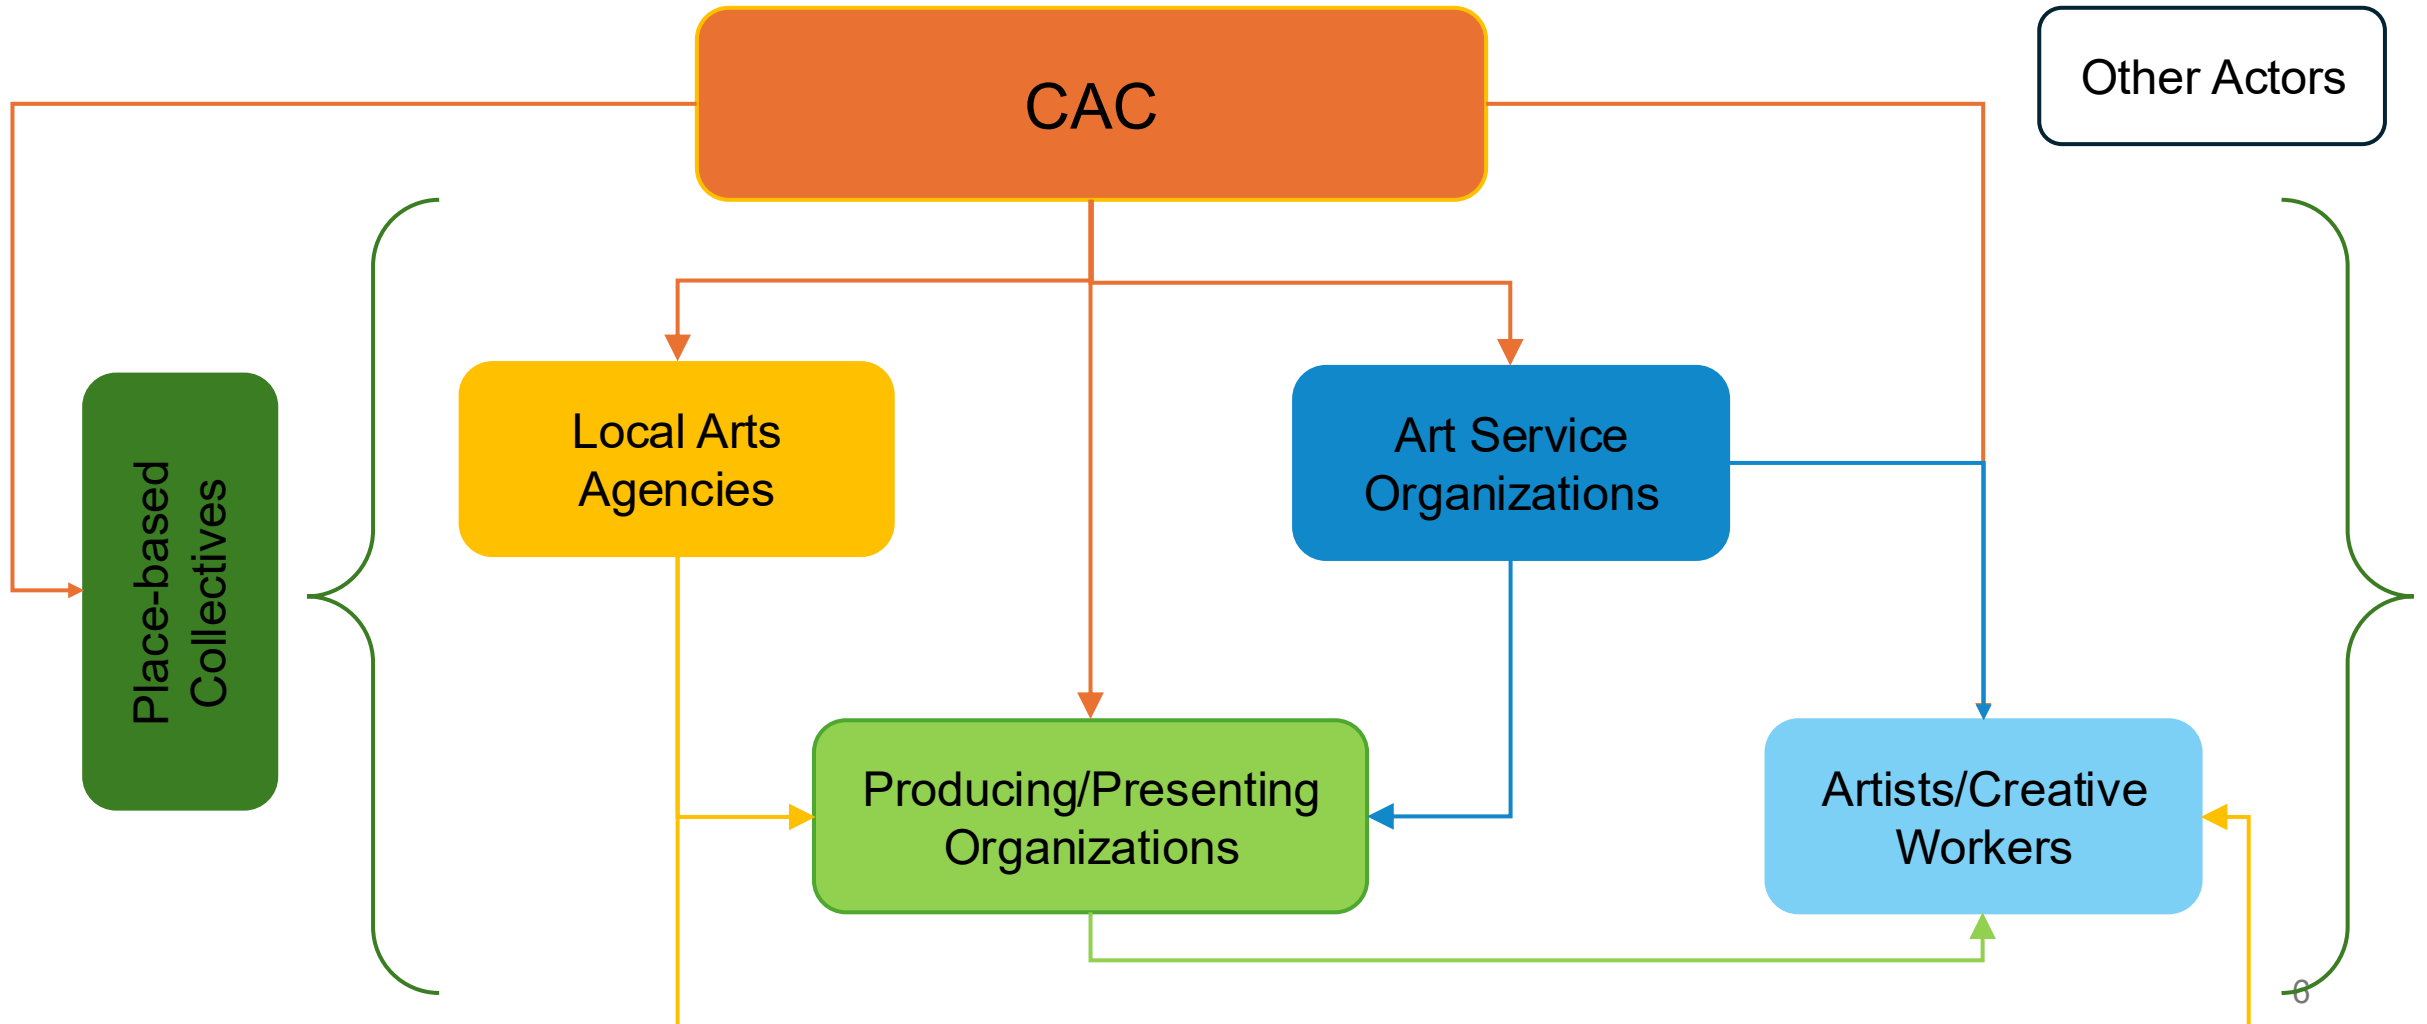 CAC
Other Actors
Local Arts
Agencies
Art Service
Organizations
Place-based
Collectives
Producing/Presenting
Organizations
Artists/Creative
Workers
6